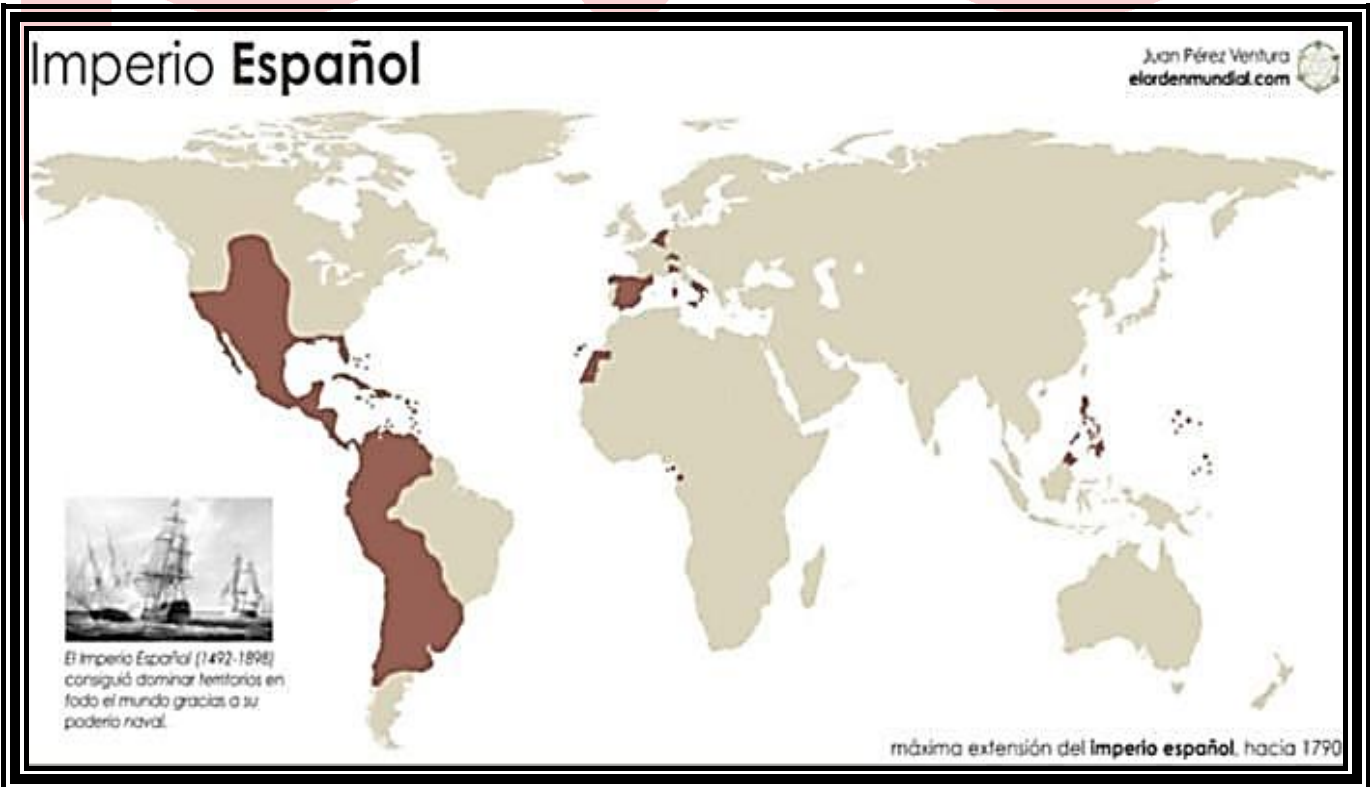 Imperio Español
Juan Pérez Ventura
elordenmundial.com
El Imperio Español (1492-1898)
consiguió dominar territorios en
todo el mundo gracias a su
poderío naval.
máxima extensión del imperio español, hacia 1790